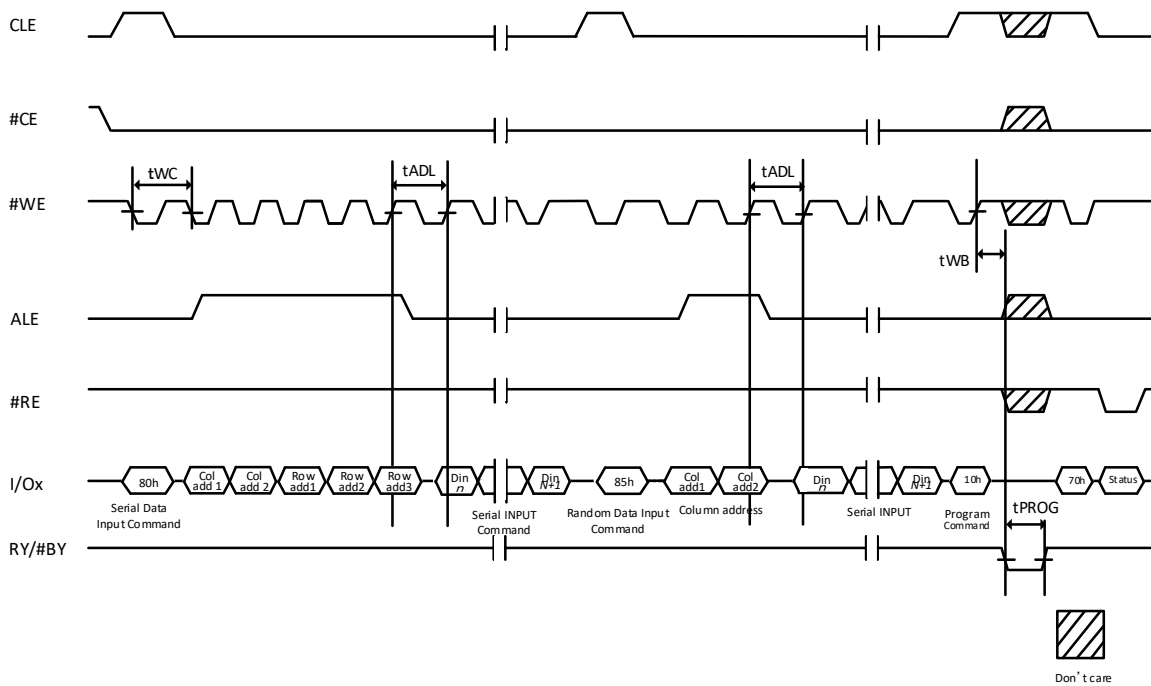 CLE
#CE
tWC
tADL
tADL
#WE
tWB
ALE
#RE
I/Ox
80h
Col
add 1
Col
add 2
Row
add1
Row
add2
Row
add3
Din
n
Din
N+1
85h
Col
add1
Col
add2
Din
n
Din
N+1
10h
70h
Status
Serial Data
Input Command
Serial INPUT
Command
Random Data Input
Command
Column address
Serial INPUT
Program
Command
tPROG
RY/#BY
Don't care